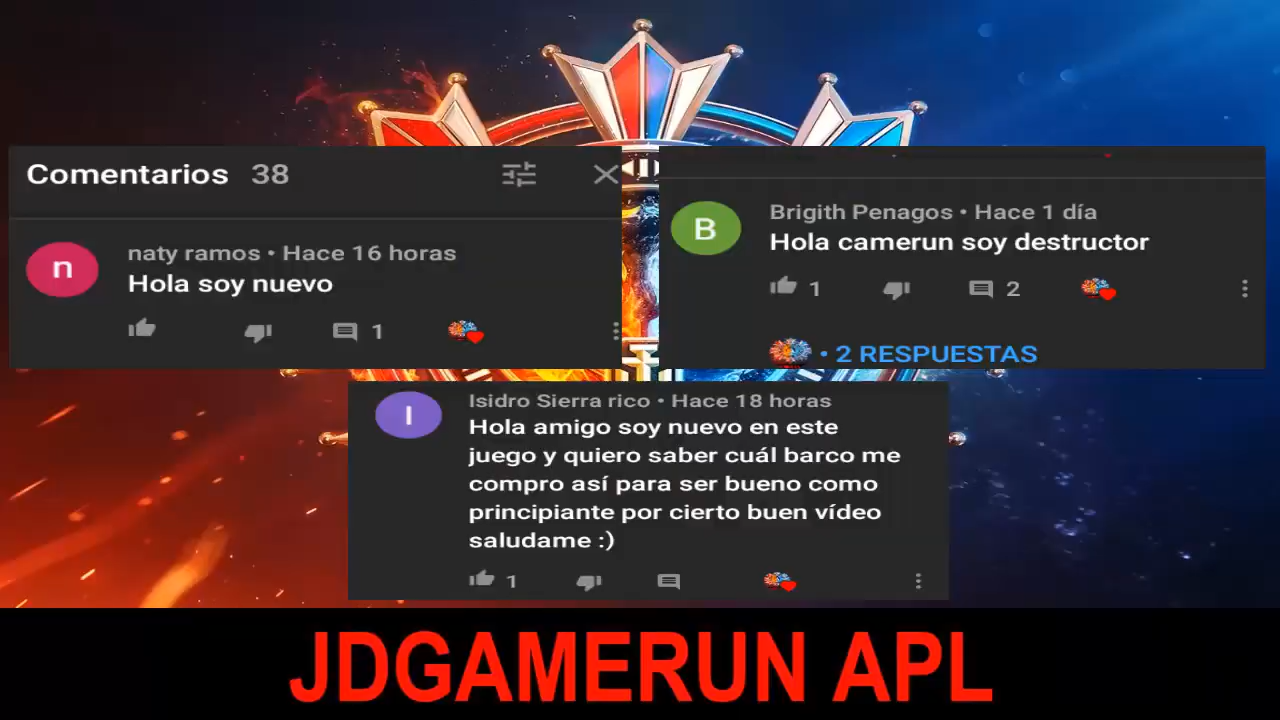 Comentarios 38
naty ramos • Hace 16 horas
Hola soy nuevo
1
n
Brigith Penagos • Hace 1 día
Hola camerun soy destructor
1 2
B
• 2 RESPUESTAS
Isidro Sierra rico • Hace 18 horas
Hola amigo soy nuevo en este
juego y quiero saber cuál barco me
compro así para ser bueno como
principiante por cierto buen vídeo
saludame :)
1
I
JDGAMERUN APL